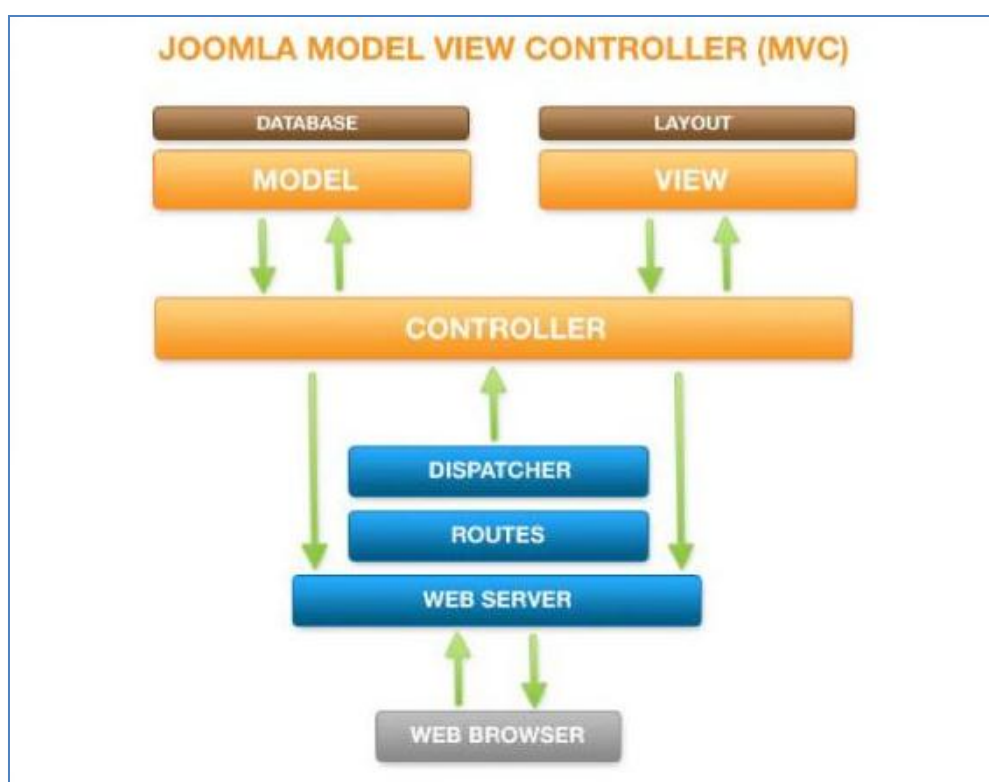 JOOMLA MODEL VIEW CONTROLLER (MVC)
DATABASE
MODEL
LAYOUT
VIEW
CONTROLLER
DISPATCHER
ROUTES
WEB SERVER
WEB BROWSER